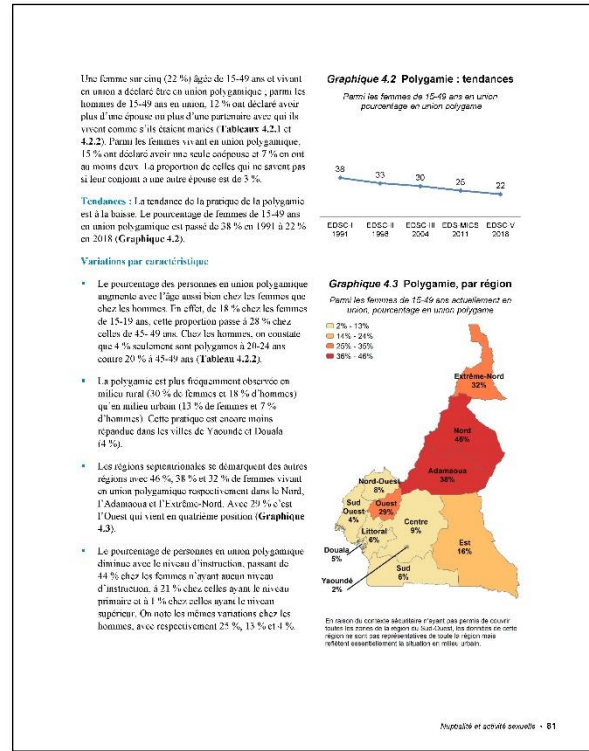 Une femme sur cinq (22 %) âgée de 15-49 ans et vivant
en union a déclaré être en union polygamique ; parmi les
hommes de 15-49 ans en union, 12 % ont déclaré avoir
plus d'une épouse ou plus d'une partenaire avec qui ils
vivent comme s'ils étaient mariés (Tableaux 4.2.1 et
4.2.2). Parmi les femmes vivant en union polygamique,
15 % ont déclaré avoir une seule coépouse et 7 % en ont
au moins deux. La proportion de celles qui ne savent pas
si leur conjoint a une autre épouse est de 3 %.
Tendances : La tendance de la pratique de la polygamie
est à la baisse. Le pourcentage de femmes de 15-49 ans
en union polygamique est passé de 38 % en 1991 à 22 %
en 2018 (Graphique 4.2).
Variations par caractéristique
• Le pourcentage des personnes en union polygamique
augmente avec l'âge aussi bien chez les femmes que
chez les hommes. En effet, de 18 % chez les femmes
de 15-19 ans, cette proportion passe à 28 % chez
celles de 45- 49 ans. Chez les hommes, on constate
que 4 % seulement sont polygames à 20-24 ans
contre 20 % à 45-49 ans (Tableau 4.2.2).
• La polygamie est plus fréquemment observée en
milieu rural (30 % de femmes et 18 % d'hommes)
qu'en milieu urbain (13 % de femmes et 7 %
d'hommes). Cette pratique est encore moins
répandue dans les villes de Yaoundé et Douala
(4 %).
• Les régions septentrionales se démarquent des autres
régions avec 46 %, 38 % et 32 % de femmes vivant
en union polygamique respectivement dans le Nord,
l'Adamaoua et l'Extrême-Nord. Avec 29 % c'est
l'Ouest qui vient en quatrième position (Graphique
4.3).
• Le pourcentage de personnes en union polygamique
diminue avec le niveau d'instruction, passant de
44 % chez les femmes n'ayant aucun niveau
d'instruction, à 21 % chez celles ayant le niveau
primaire et à 1 % chez celles ayant le niveau
supérieur. On note les mêmes variations chez les
hommes, avec respectivement 25 %, 13 % et 4 %.
Graphique 4.2 Polygamie : tendances
Parmi les femmes de 15-49 ans en union
pourcentage en union polygame
38 33 30 26 22
EDSC-I EDSC-II EDSC-III EDS-MICS EDSC-V
1991 1998 2004 2011 2018
Graphique 4.3 Polygamie, par région
Parmi les femmes de 15-49 ans actuellement en
union, pourcentage en union polygame
2% - 13%
14% - 24%
25% - 35%
36% - 46%
Extrême-Nord
32%
Nord
46%
Adamaoua
38%
Nord-Ouest
8%
Ouest
29%
Sud
Ouest
4%
Centre
9%
Littoral
6%
Est
16%
Douala
5%
Yaoundé
2%
Sud
6%
En raison du contexte sécuritaire n'ayant pas permis de couvrir
toutes les zones de la région du Sud-Ouest, les données de cette
région ne sont pas représentatives de toute la région mais
reflètent essentiellement la situation en milieu urbain.
Nuptialité et activité sexuelle • 81